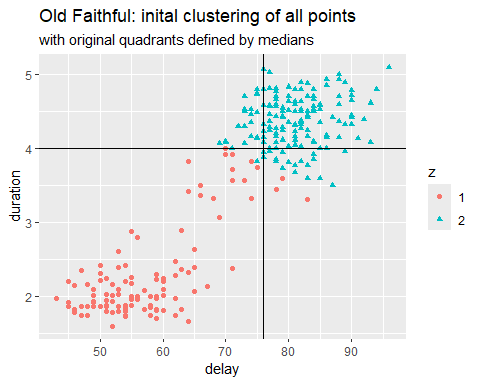 Old Faithful: inital clustering of all points
with original quadrants defined by medians
5
4
3
2
duration
50 60 70 80 90
delay
z
1
2